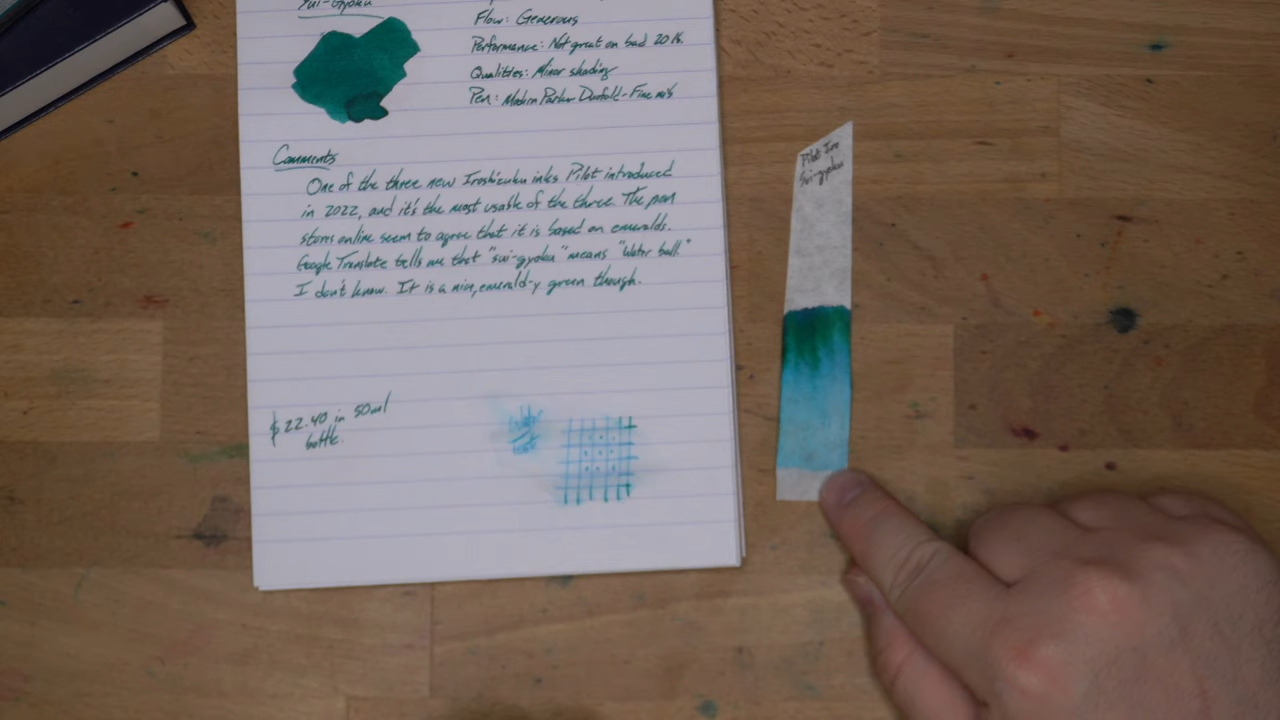 Sui-Gyoku
Flow: Generous
Performance: Not great on bad 20 lb.
Qualities: Minor shading
Pen: Modern Parker Duofold - Fine nib
Comments
One of the three new Iroshizuku inks Pilot introduced
in 2022, and it's the most usable of the three. The pen
stores online seem to agree that it is based on emeralds.
Google Translate tells me that "sui-gyoku" means "Water ball."
I don't know. It is a nice, emerald-y green though.
$22.40 in 50ml
bottle.
Pilot Iro
Sui-gyoku